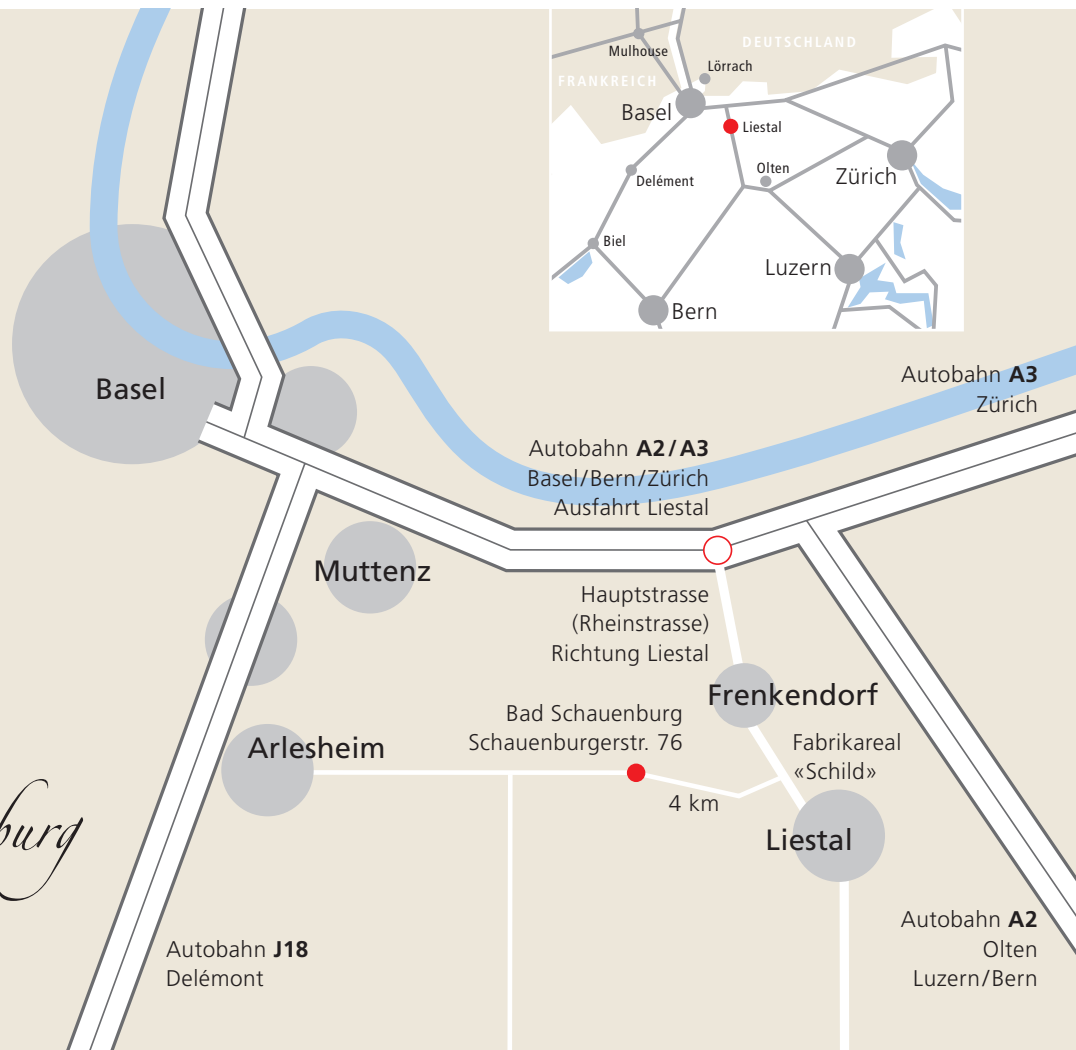 DEUTSCHLAND
Mulhouse
Lörrach
FRANKREICH
Basel
Liestal
Olten
Zürich
Delément
Biel
Luzern
Bern
Autobahn A3
Zürich
Basel
Autobahn A2/A3
Basel/Bern/Zürich
Ausfahrt Liestal
Muttenz
Hauptstrasse
(Rheinstrasse)
Richtung Liestal
Frenkendorf
Bad Schauenburg
Schauenburgerstr. 76
Arlesheim
Fabrikareal
«Schild»
4 km
Liestal
burg
Autobahn J18
Delémont
Autobahn A2
Olten
Luzern/Bern